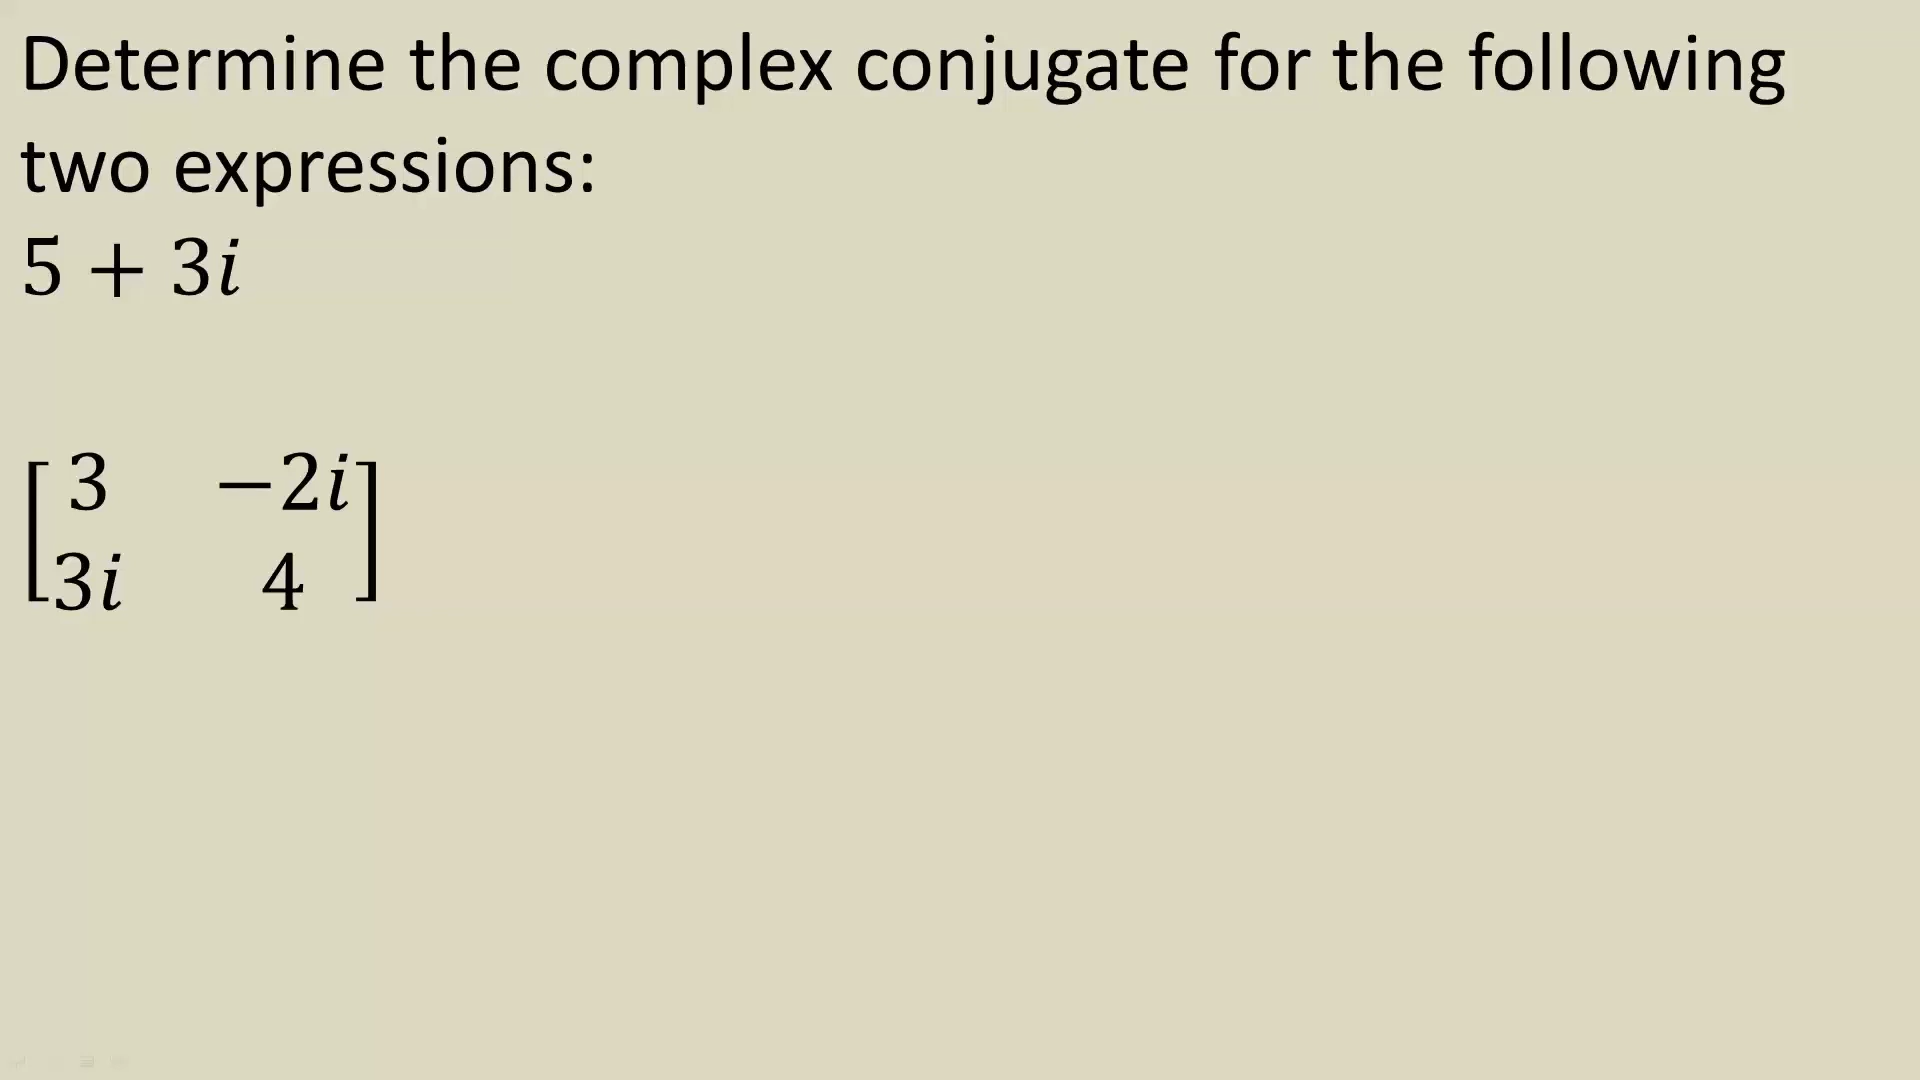 Determine the complex conjugate for the following
two expressions:
5 + 3i
[3 −2i
3i 4]